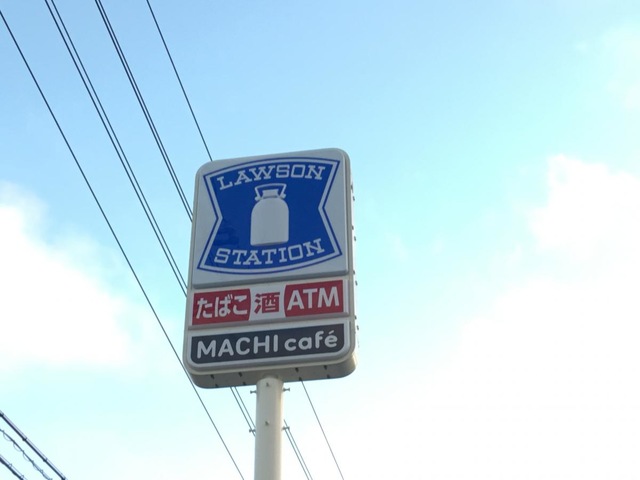 LAWSON
STATION
たばこ 酒 ATM
MACHI café